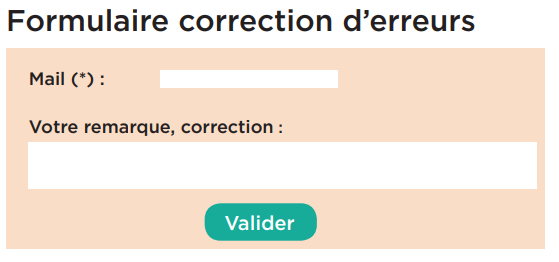 Formulaire correction d’erreurs
Mail (*) :
Votre remarque, correction :
Valider